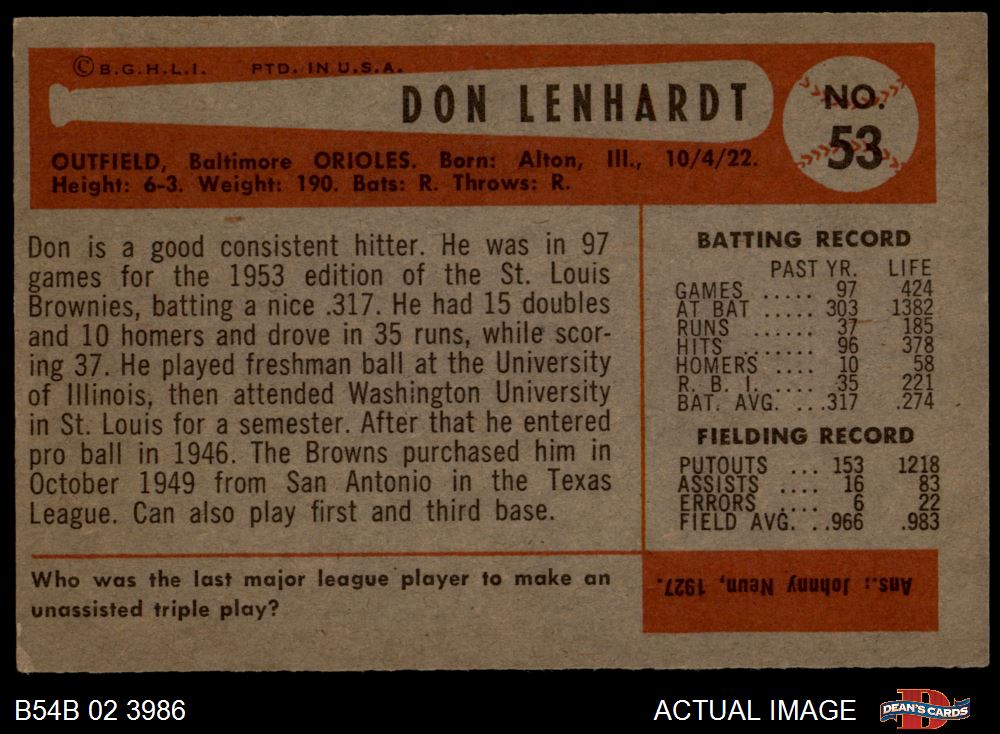 ©B.G.H.L.I. PTD. IN U.S.A.
DON LENHARDT
NO.
53
OUTFIELD, Baltimore ORIOLES. Born: Alton, Ill., 10/4/22.
Height: 6-3. Weight: 190. Bats: R. Throws: R.
Don is a good consistent hitter. He was in 97
games for the 1953 edition of the St. Louis
Brownies, batting a nice .317. He had 15 doubles
and 10 homers and drove in 35 runs, while scor-
ing 37. He played freshman ball at the University
of Illinois, then attended Washington University
in St. Louis for a semester. After that he entered
pro ball in 1946. The Browns purchased him in
October 1949 from San Antonio in the Texas
League. Can also play first and third base.
BATTING RECORD
PAST YR. LIFE
GAMES ..... 97 424
AT BAT ..... 303 1382
RUNS ...... 37 185
HITS ....... 96 378
HOMERS .... 10 58
R. B. I. .... 35 221
BAT. AVG. ...317 .274
FIELDING RECORD
PUTOUTS ... 153 1218
ASSISTS .... 16 83
ERRORS .... 6 22
FIELD AVG. ..966 .983
Who was the last major league player to make an
unassisted triple play?
Ans.: Johnny Neun, 1927.
B54B 02 3986
ACTUAL IMAGE
D
DEAN'S CARDS